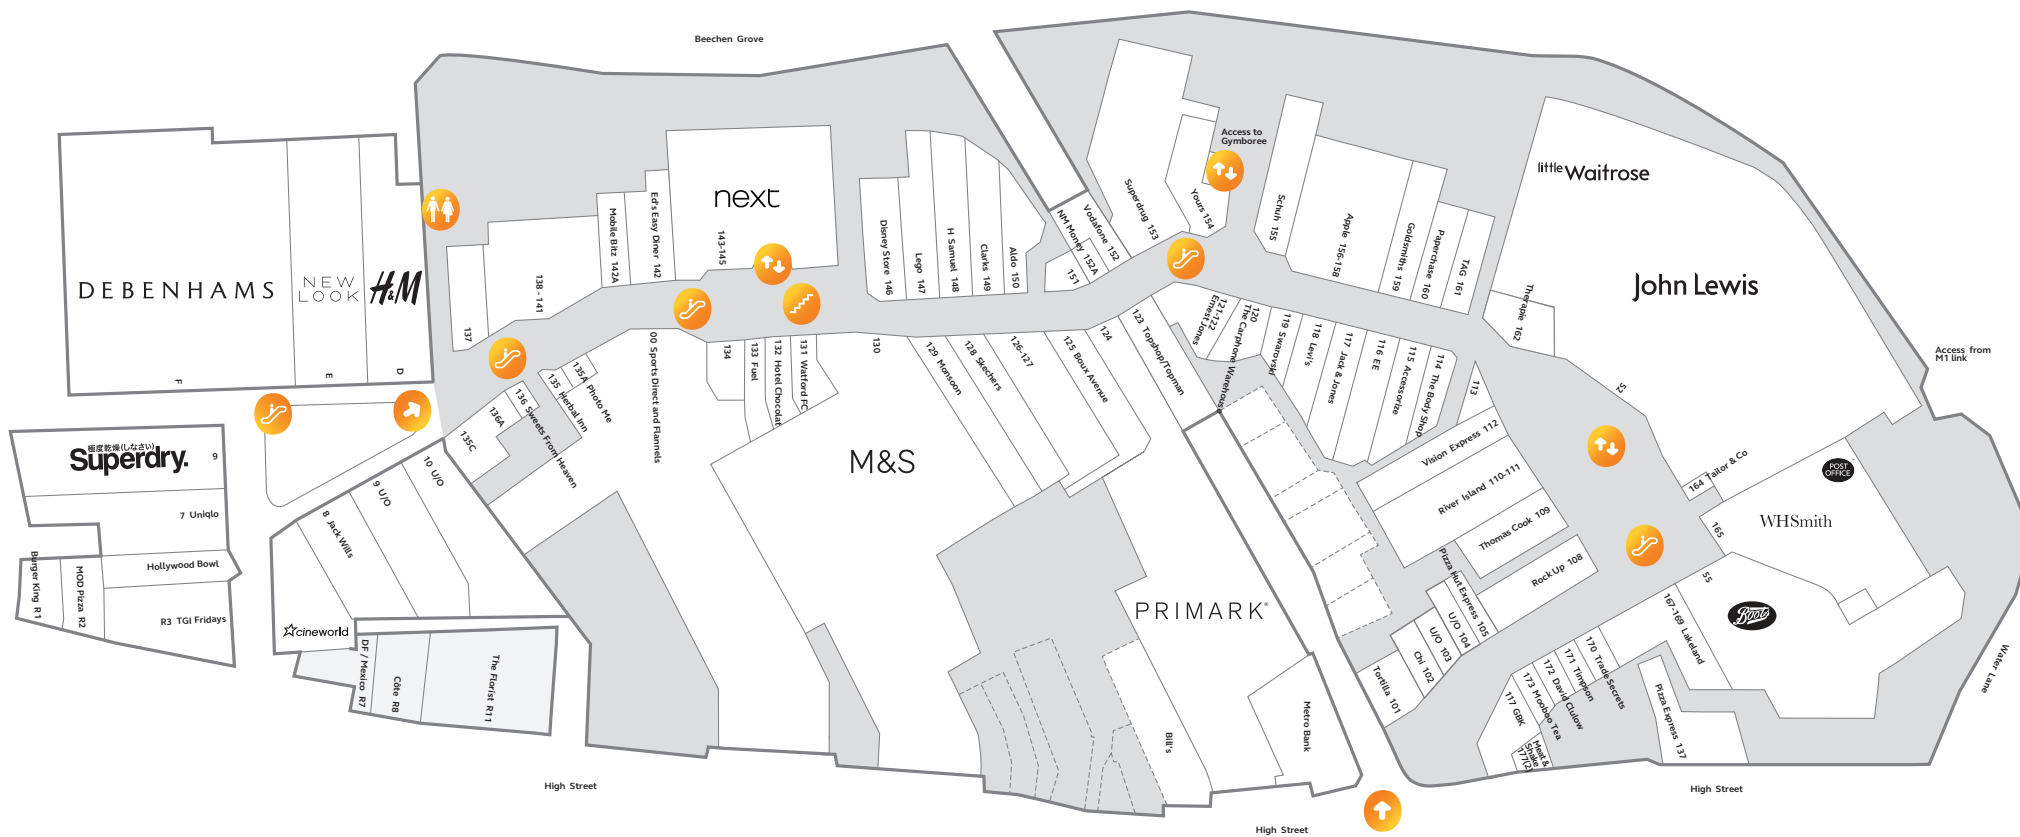 Beechen Grove
DEBENHAMS
F
NEW
LOOK
E
H&M
D
137
138 - 141
Mobile Bitz 142A
Ed's Easy Diner 142
next
143-145
Disney Store 146
Lego 147
H Samuel 148
Clarks 149
Aldo 150
151
NM Money 152A
Vodafone 152
Superdrug 153
Yours 154
Access to
Gymboree
Schuh 155
Apple 156-158
Goldsmiths 159
Paperchase 160
TAG 161
Therapie 162
little Waitrose
John Lewis
Access from
M1 link
52
極度乾燥(しなさい)
Superdry.
9
7 Uniqlo
Hollywood Bowl
Burger King R1
MOD Pizza R2
R3 TGI Fridays
8 Jack Wills
9 U/O
10 U/O
cineworld
DF / Mexico R7
Côte R8
The Florist R11
135C
136A
136 Sweets From Heaven
135 Herbal Inn
135A Photo Me
00 Sports Direct and Flannels
134
133 Fuel
132 Hotel Chocolat
131 Watford FC
130
M&S
129 Monsoon
128 Skechers
126-127
125 Boux Avenue
124
123 Topshop/Topman
121-122
Ernest Jones
120
The Carphone Warehouse
119 Swarovski
118 Levi's
117 Jack & Jones
116 EE
115 Accessorize
114 The Body Shop
113
Vision Express 112
River Island 110-111
Thomas Cook 109
Rock Up 108
Pizza Hut Express 105
U/O 104
U/O 103
Chi 102
Tortilla 101
PRIMARK
Bill's
Metro Bank
164 Tailor & Co
165
POST
OFFICE
WHSmith
55
Boots
167-169 Lakeland
170 Trade Secrets
171 Timpson
172 David Clulow
173 Mooboo Tea
1117 GBK
Meat &
Shake
177(2)
Pizza Express 137
Water Lane
High Street
High Street
High Street